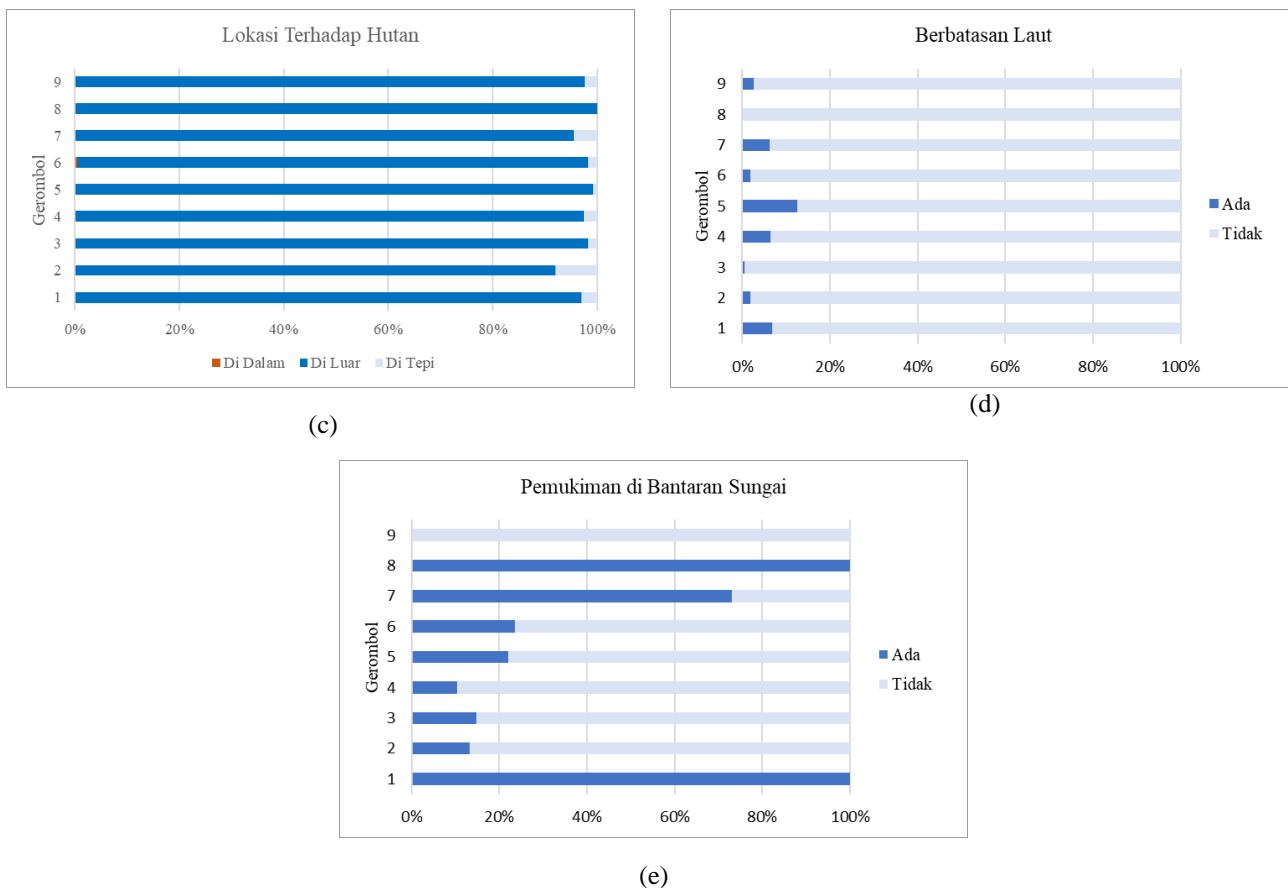 Lokasi Terhadap Hutan
Gerombol
9
8
7
6
5
4
3
2
1
0% 20% 40% 60% 80% 100%
Di Dalam Di Luar Di Tepi
(c)
Berbatasan Laut
Gerombol
9
8
7
6
5
4
3
2
1
0% 20% 40% 60% 80% 100%
Ada
Tidak
(d)
Pemukiman di Bantaran Sungai
Gerombol
9
8
7
6
5
4
3
2
1
0% 20% 40% 60% 80% 100%
Ada
Tidak
(e)